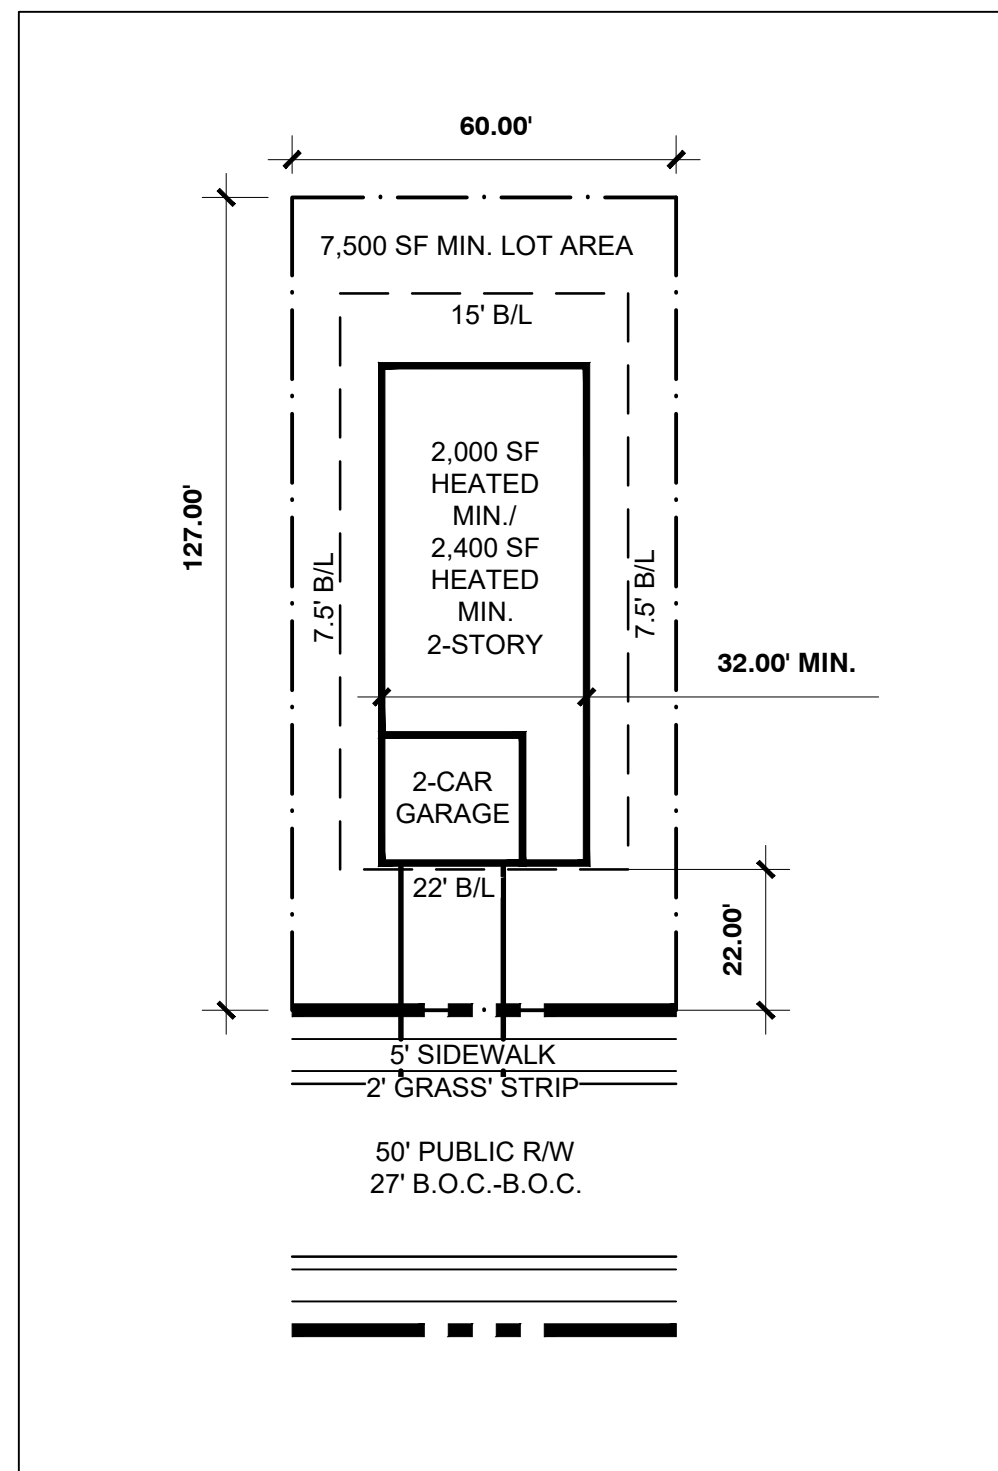 60.00'
7,500 SF MIN. LOT AREA
15' B/L
2,000 SF
HEATED
MIN./
2,400 SF
HEATED
MIN.
2-STORY
127.00'
7.5' B/L
7.5' B/L
32.00' MIN.
2-CAR
GARAGE
22' B/L
22.00'
5' SIDEWALK
2' GRASS' STRIP
50' PUBLIC R/W
27' B.O.C.-B.O.C.